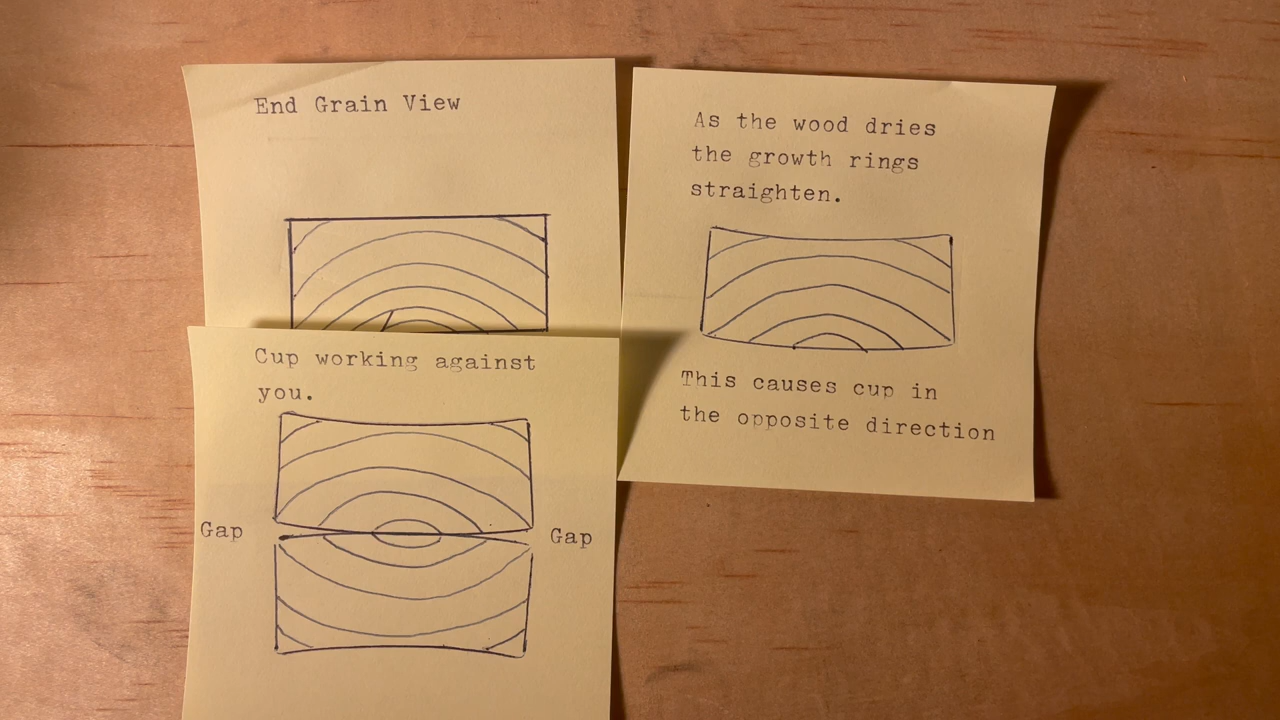 End Grain View
As the wood dries
the growth rings
straighten.
This causes cup in
the opposite direction
Cup working against
you.
Gap
Gap